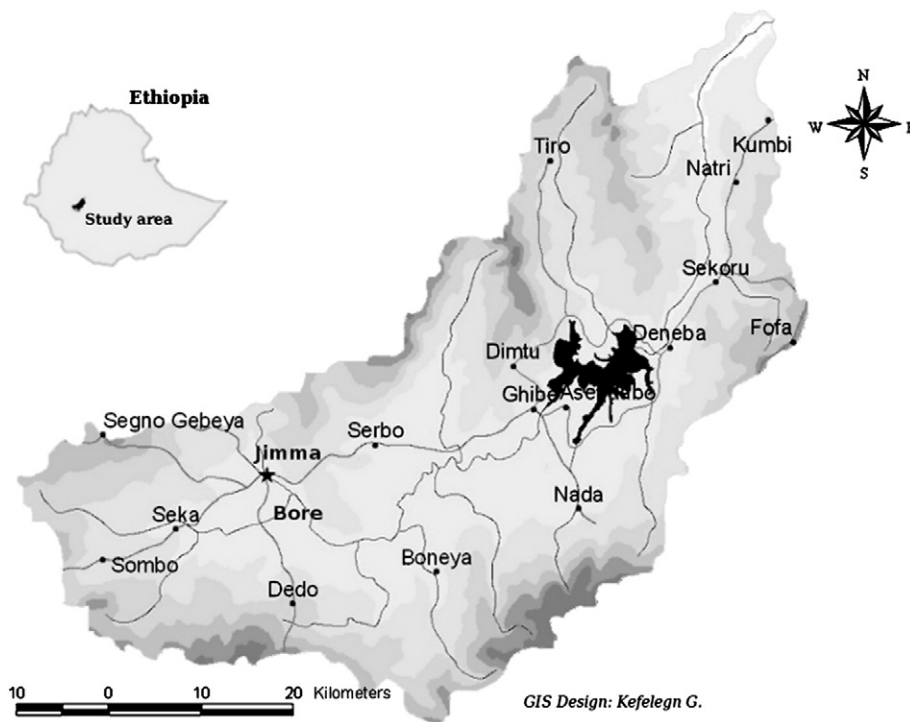 Ethiopia
Study area
N
W
E
S
Tiro
Kumbi
Natri
Sekoru
Deneba
Fofa
Dimtu
Ghibe
Segno Gebeya
Serbo
Jimma
Nada
Seka
Bore
Sombo
Boneya
Dedo
10 0 10 20 Kilometers
GIS Design: Kefelegn G.